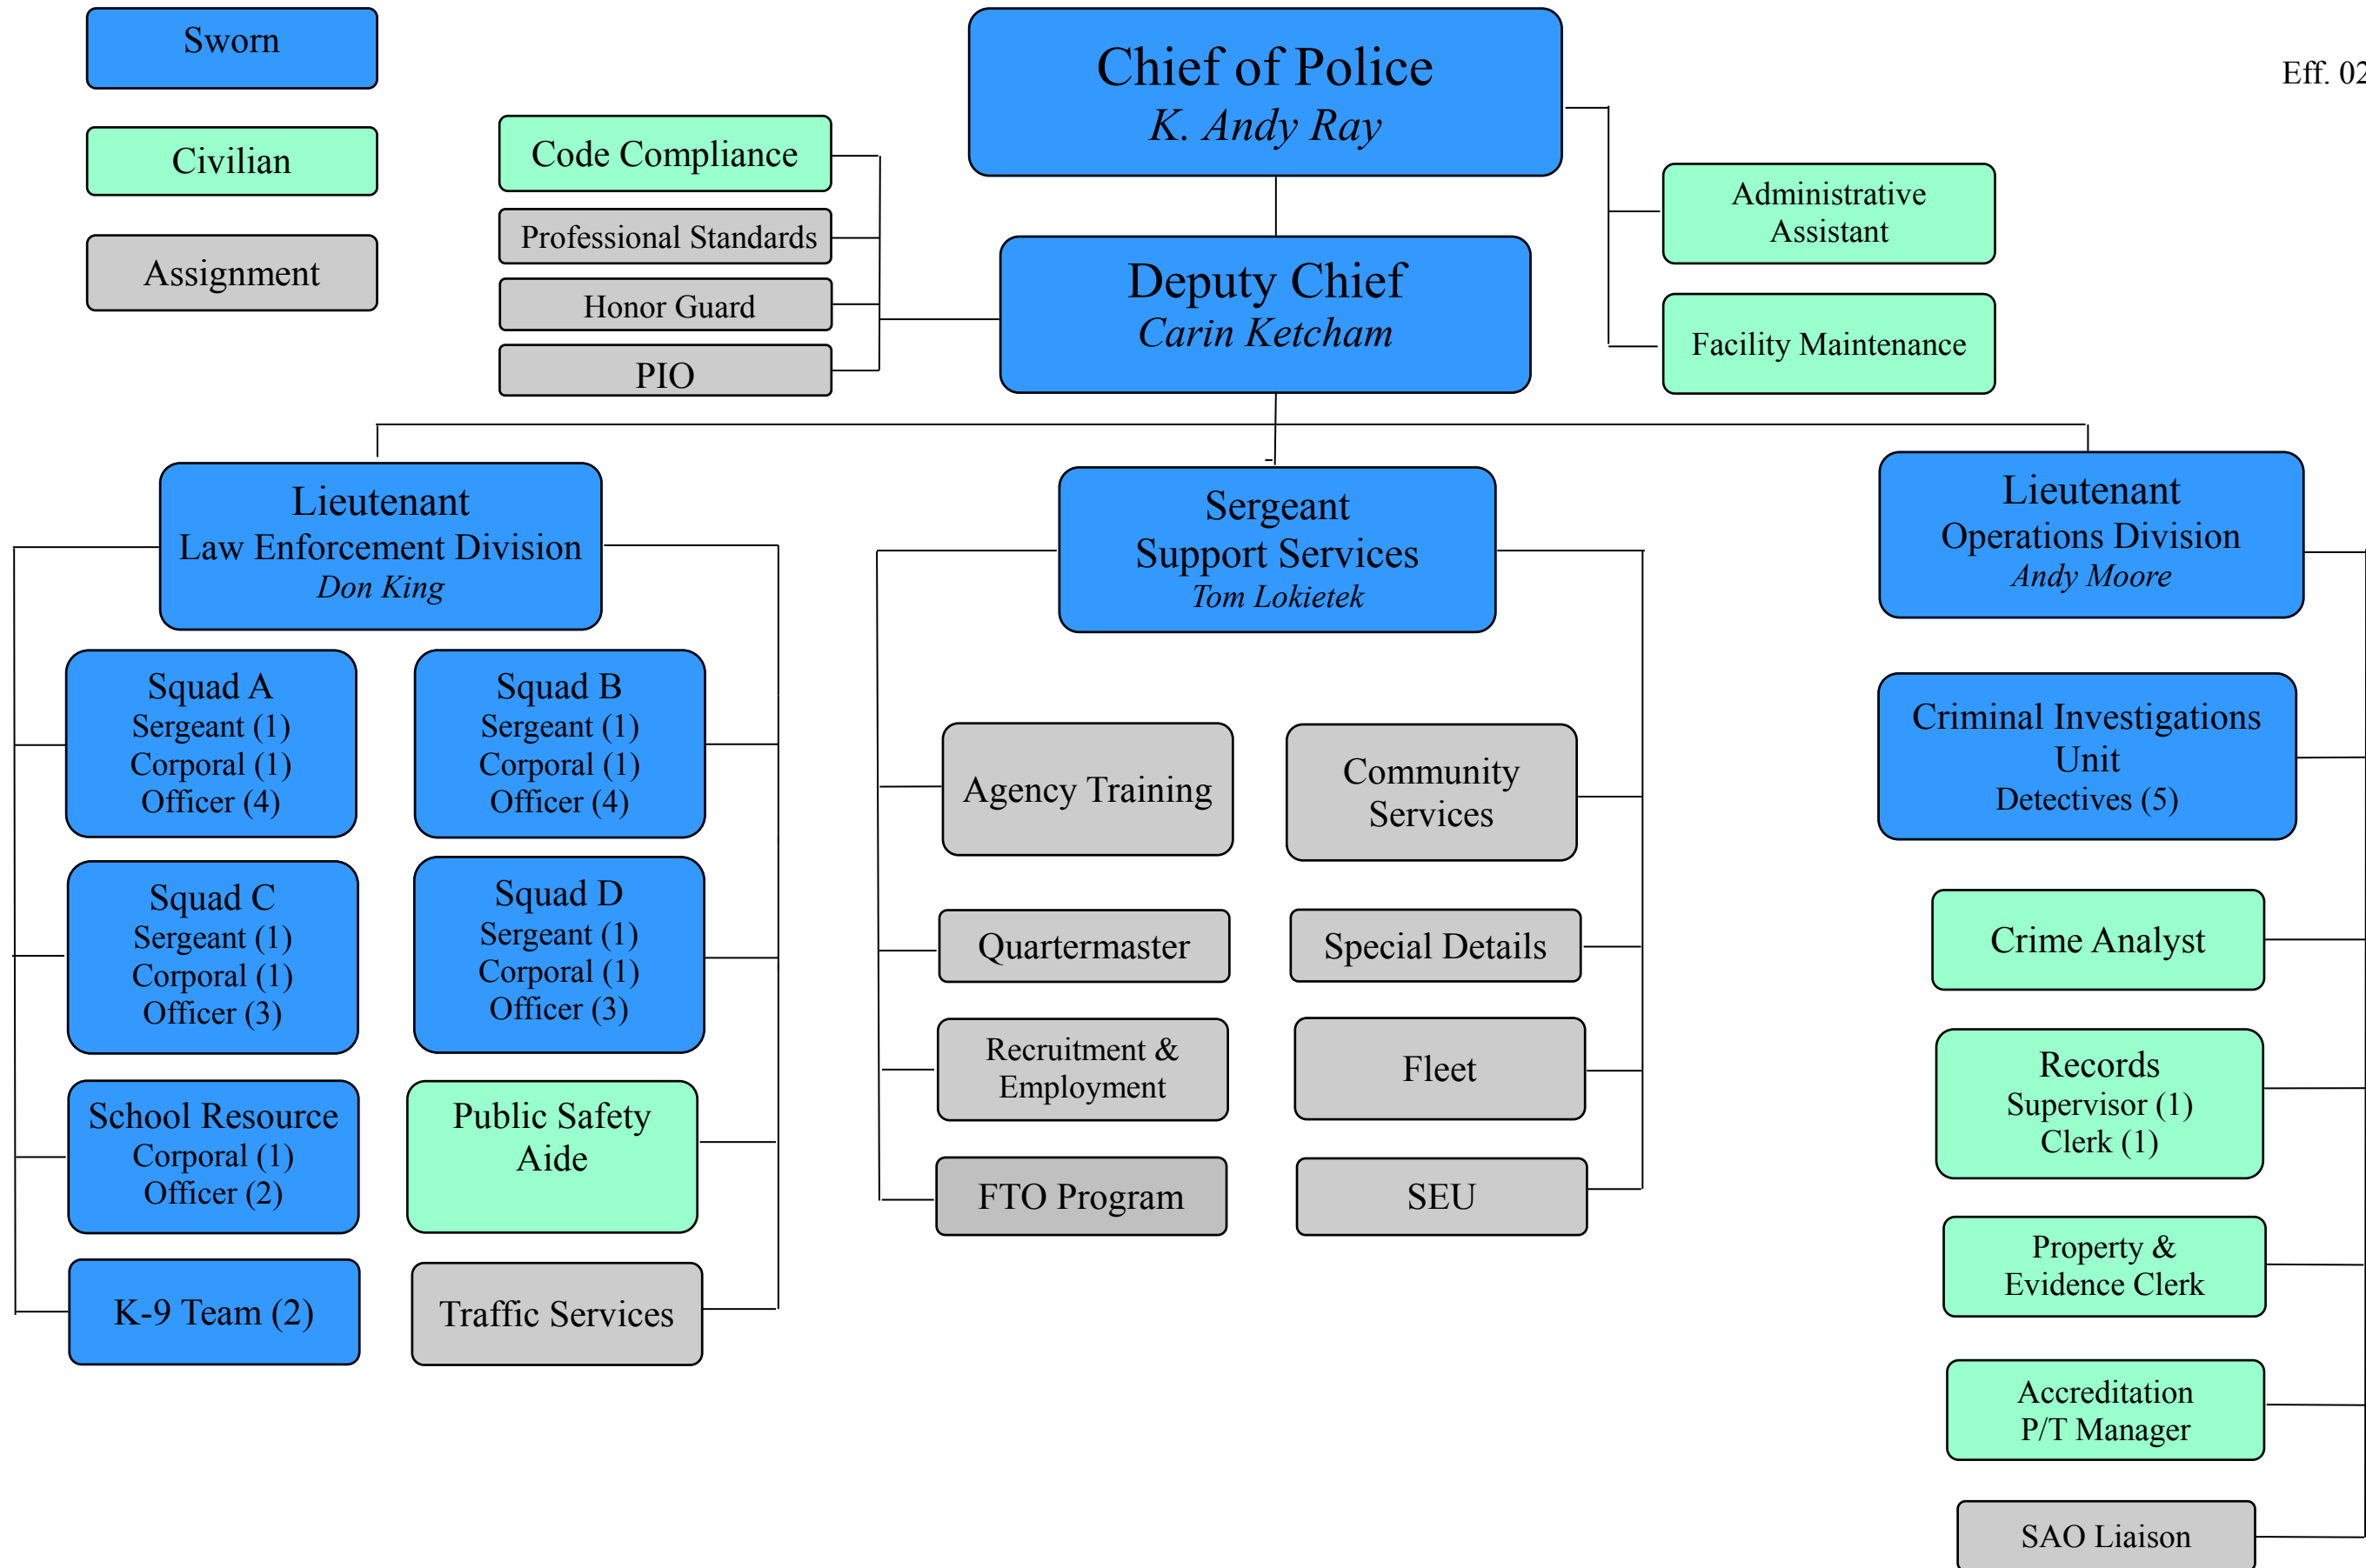 Sworn
Civilian
Assignment
Chief of Police
K. Andy Ray
Eff. 02
Code Compliance
Professional Standards
Honor Guard
PIO
Deputy Chief
Carin Ketcham
Administrative
Assistant
Facility Maintenance
Lieutenant
Law Enforcement Division
Don King
Sergeant
Support Services
Tom Lokietek
Lieutenant
Operations Division
Andy Moore
Squad A
Sergeant (1)
Corporal (1)
Officer (4)
Squad B
Sergeant (1)
Corporal (1)
Officer (4)
Squad C
Sergeant (1)
Corporal (1)
Officer (3)
Squad D
Sergeant (1)
Corporal (1)
Officer (3)
School Resource
Corporal (1)
Officer (2)
Public Safety
Aide
K-9 Team (2)
Traffic Services
Agency Training
Community
Services
Quartermaster
Special Details
Recruitment &
Employment
Fleet
FTO Program
SEU
Criminal Investigations
Unit
Detectives (5)
Crime Analyst
Records
Supervisor (1)
Clerk (1)
Property &
Evidence Clerk
Accreditation
P/T Manager
SAO Liaison